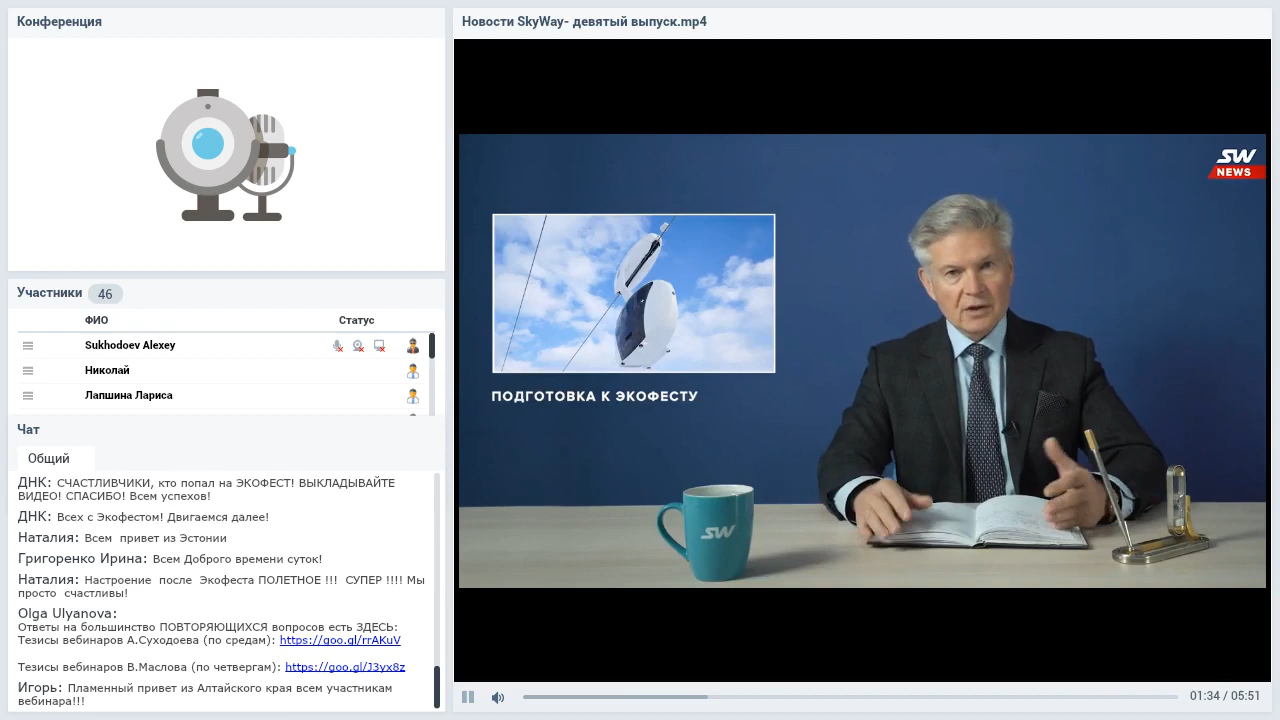 Конференция
Новости SkyWay- девятый выпуск.mp4
SW
NEWS
ПОДГОТОВКА К ЭКОФЕСТУ
SW
01:34 / 05:51
Участники 46
ФИО Статус
Sukhodoev Alexey
Николай
Лапшина Лариса
Чат
Общий
ДНК: СЧАСТЛИВЧИКИ, кто попал на ЭКОФЕСТ! ВЫКЛАДЫВАЙТЕ
ВИДЕО! СПАСИБО! Всем успехов!
ДНК: Всех с Экофестом! Двигаемся далее!
Наталия: Всем привет из Эстонии
Григоренко Ирина: Всем Доброго времени суток!
Наталия: Настроение после Экофеста ПОЛЕТНОЕ !!! СУПЕР !!!! Мы
просто счастливы!
Olga Ulyanova:
Ответы на большинство ПОВТОРЯЮЩИХСЯ вопросов есть ЗДЕСЬ:
Тезисы вебинаров А.Суходоева (по средам): https://goo.gl/rrAKuV
Тезисы вебинаров В.Маслова (по четвергам): https://goo.gl/J3yx8z
Игорь: Пламенный привет из Алтайского края всем участникам
вебинара!!!